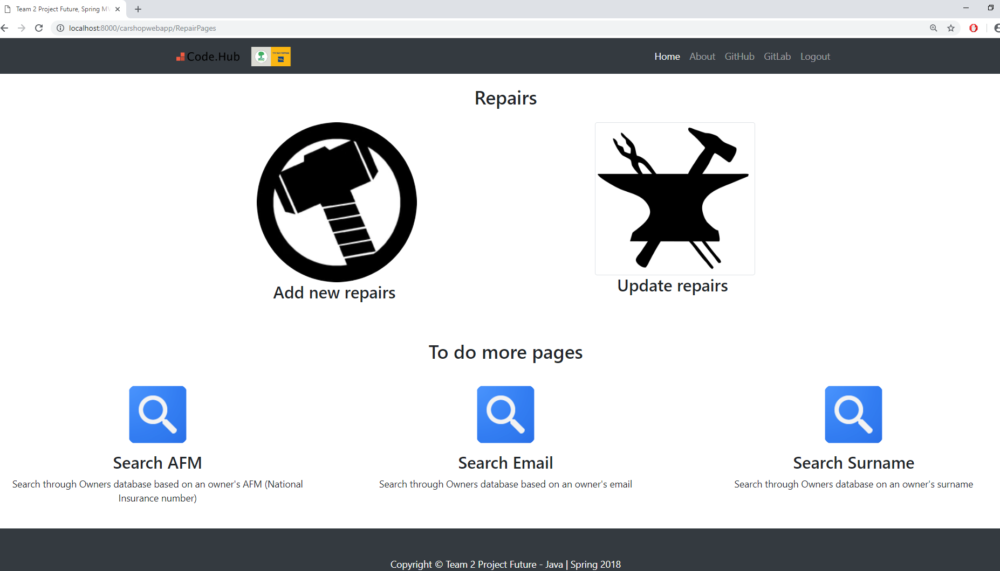 Team 2 Project Future, Spring M
localhost:8000/carshopwebapp/RepairPages
Code.Hub
Home About GitHub GitLab Logout
Repairs
Add new repairs
Update repairs
To do more pages
Search AFM
Search through Owners database based on an owner's AFM (National
Insurance number)
Search Email
Search through Owners database based on an owner's email
Search Surname
Search through Owners database on an owner's surname
Copyright © Team 2 Project Future - Java | Spring 2018